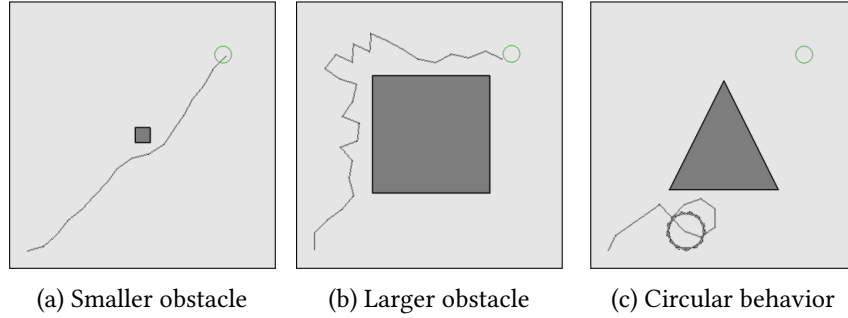 (a) Smaller obstacle
(b) Larger obstacle
(c) Circular behavior